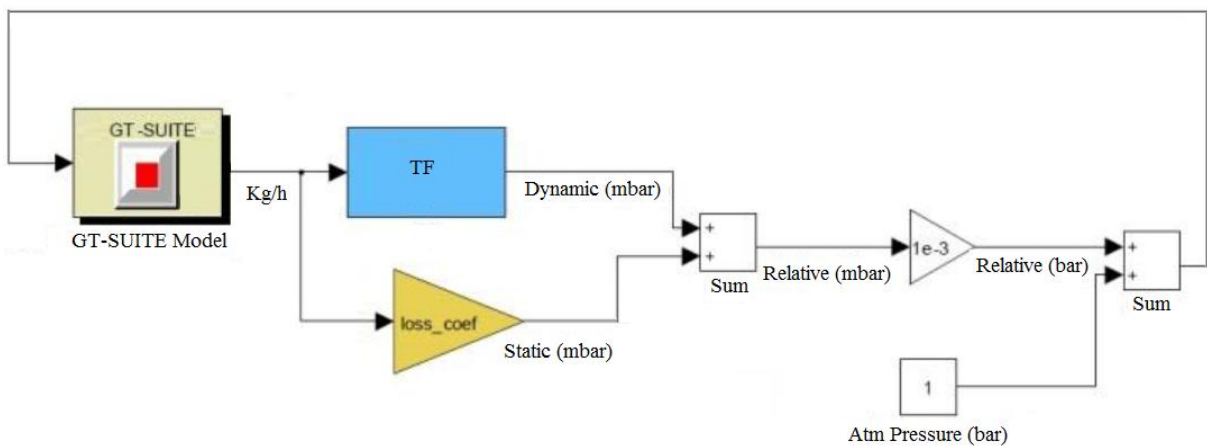 GT -SUITE
GT-SUITE Model
Kg/h
TF
Dynamic (mbar)
loss_coef
Static (mbar)
+
+
Sum
Relative (mbar)
1e-3
Relative (bar)
+
+
Sum
1
Atm Pressure (bar)